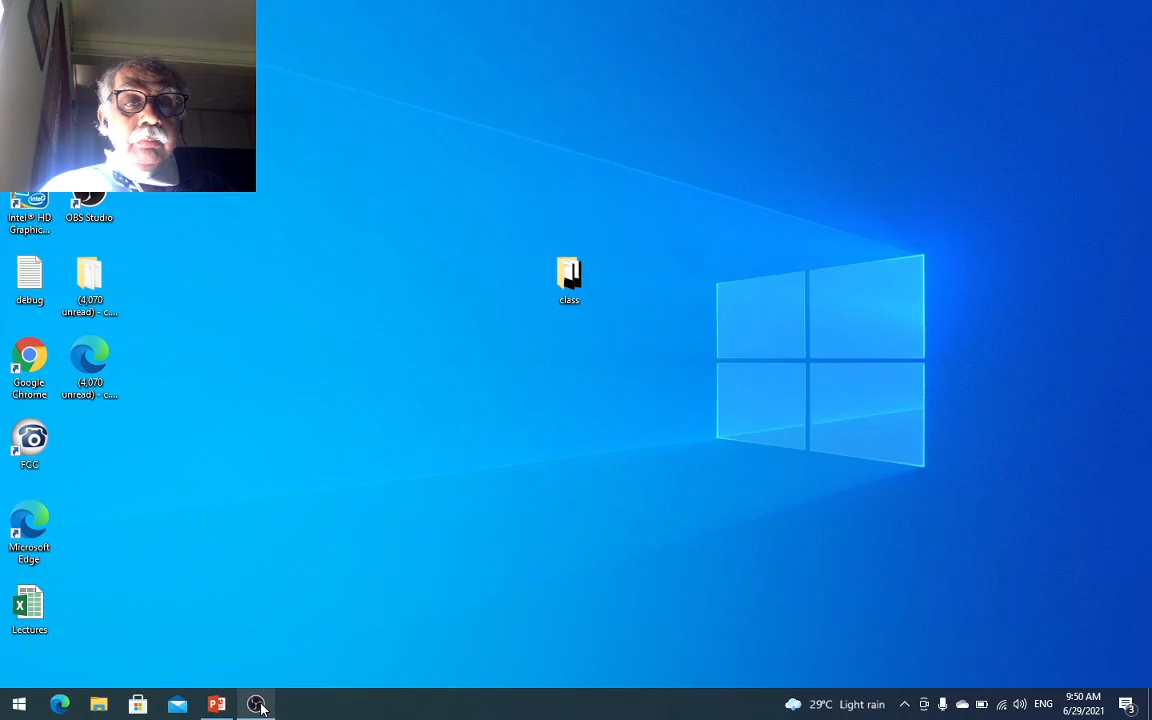 Intel® HD
Graphic...
OBS Studio
debug
(4,070
unread) - c....
class
Google
Chrome
(4,070
unread) - c....
FCC
Microsoft
Edge
Lectures
29°C Light rain
ENG
9:50 AM
6/29/2021
3